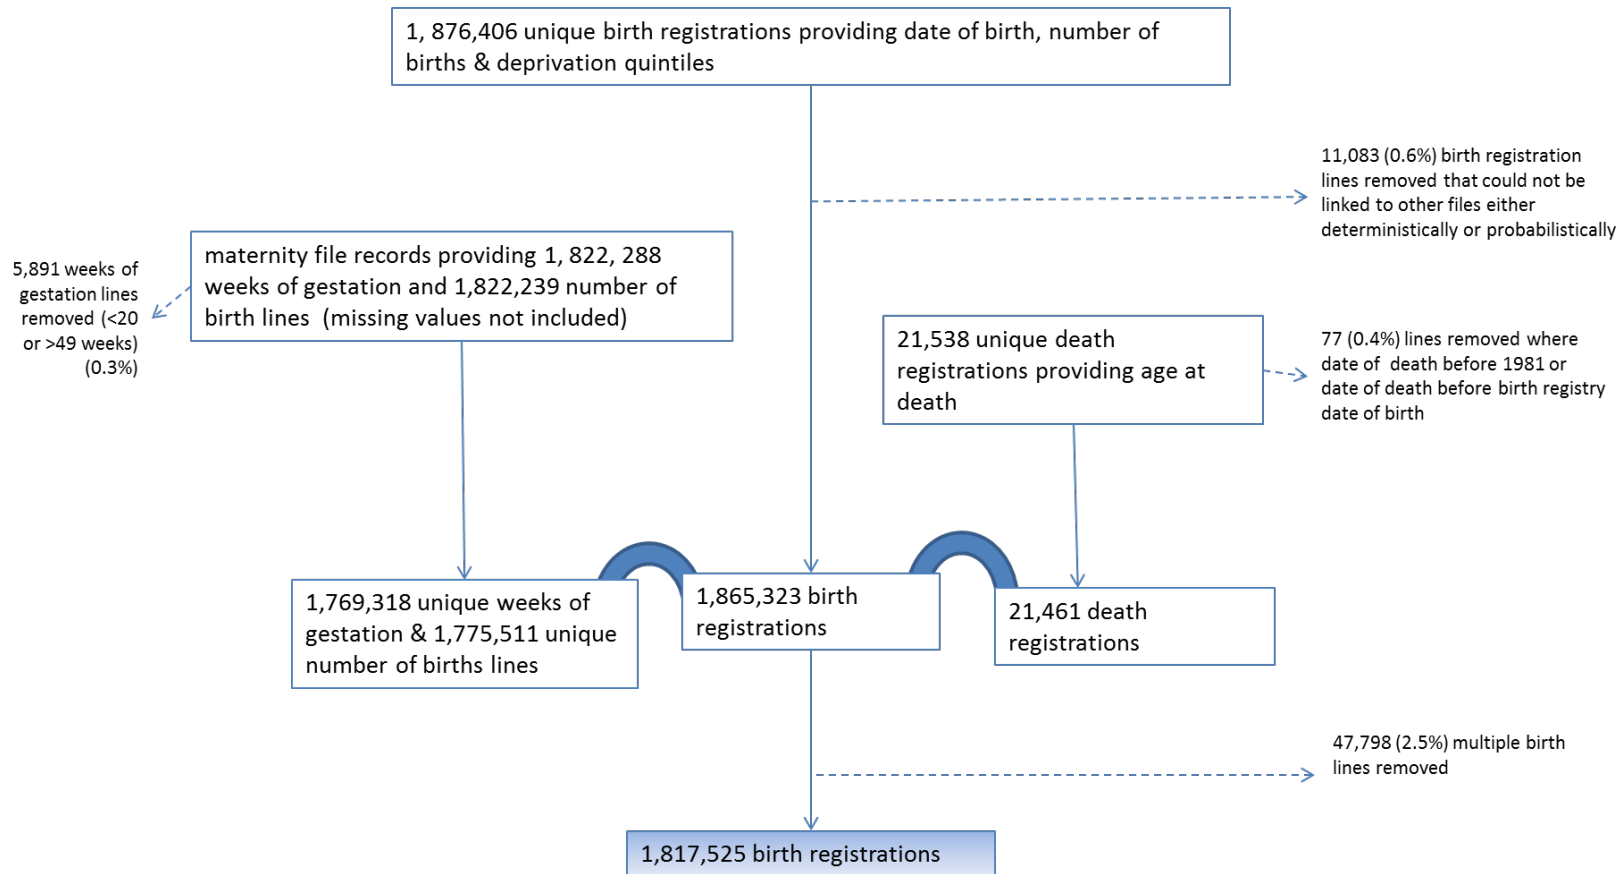 1, 876,406 unique birth registrations providing date of birth, number of
births & deprivation quintiles
11,083 (0.6%) birth registration
lines removed that could not be
linked to other files either
deterministically or probabilistically
maternity file records providing 1, 822, 288
weeks of gestation and 1,822,239 number of
birth lines  (missing values not included)
5,891 weeks of
gestation lines
removed (<20
or >49 weeks)
(0.3%)
21,538 unique death
registrations providing age at
death
77 (0.4%) lines removed where
date of  death before 1981 or
date of death before birth registry
date of birth
1,769,318 unique weeks of
gestation & 1,775,511 unique
number of births lines
1,865,323 birth
registrations
21,461 death
registrations
47,798 (2.5%) multiple birth
lines removed
1,817,525 birth registrations